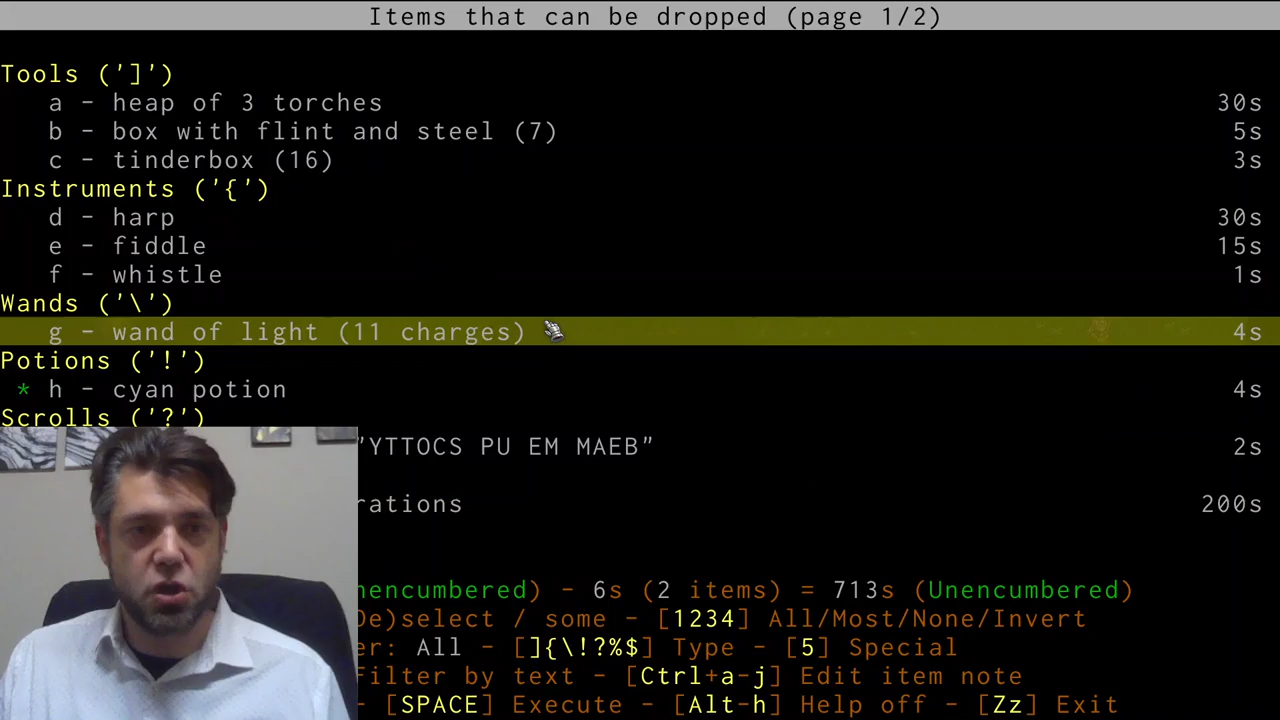 Items that can be dropped (page 1/2)
Tools (']')
a - heap of 3 torches 30s
b - box with flint and steel (7) 5s
c - tinderbox (16) 3s
Instruments ('{')
d - harp 30s
e - fiddle 15s
f - whistle 1s
Wands ('\')
g - wand of light (11 charges) 4s
Potions ('!')
* h - cyan potion 4s
Scrolls ('?')
"YTTOCS PU EM MAEB" 2s
rations 200s
nencumbered) - 6s (2 items) = 713s (Unencumbered)
De)select / some - [1234] All/Most/None/Invert
er: All - []{\!?%$] Type - [5] Special
Filter by text - [Ctrl+a-j] Edit item note
- [SPACE] Execute - [Alt-h] Help off - [Zz] Exit